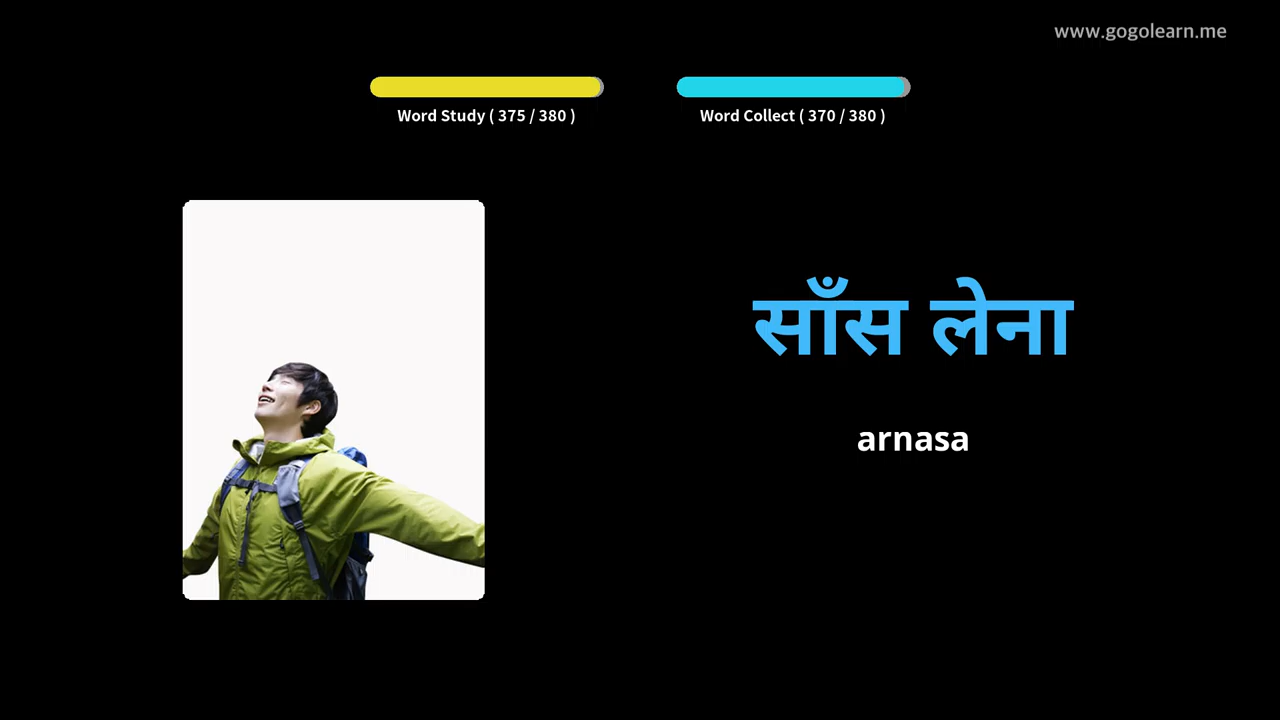 www.gogolearn.me
Word Study ( 375 / 380 )
Word Collect ( 370 / 380 )
साँस लेना
arnasa